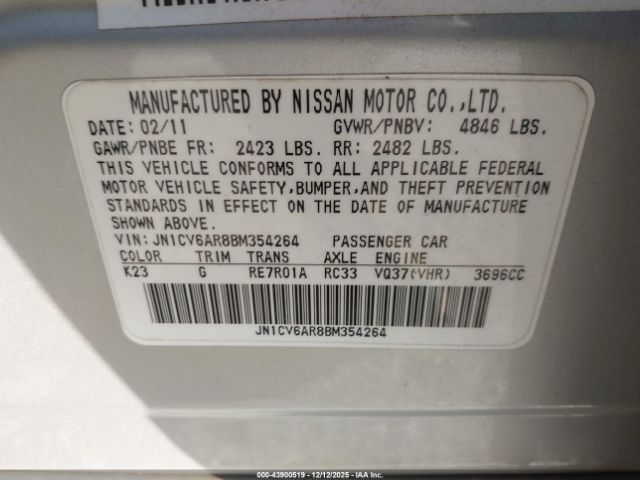 MANUFACTURED BY NISSAN MOTOR CO.,LTD.
DATE: 02/11 GVWR/PNBV: 4846 LBS.
GAWR/PNBE FR: 2423 LBS. RR: 2482 LBS.
THIS VEHICLE CONFORMS TO ALL APPLICABLE FEDERAL
MOTOR VEHICLE SAFETY,BUMPER,AND THEFT PREVENTION
STANDARDS IN EFFECT ON THE DATE OF MANUFACTURE
SHOWN ABOVE.
VIN: JN1CV6AR8BM354264 PASSENGER CAR
COLOR TRIM TRANS AXLE ENGINE
K23 G RE7R01A RC33 VQ37(VHR) 3696CC
JN1CV6AR8BM354264
000-43900519 - 12/12/2025 - IAA Inc.